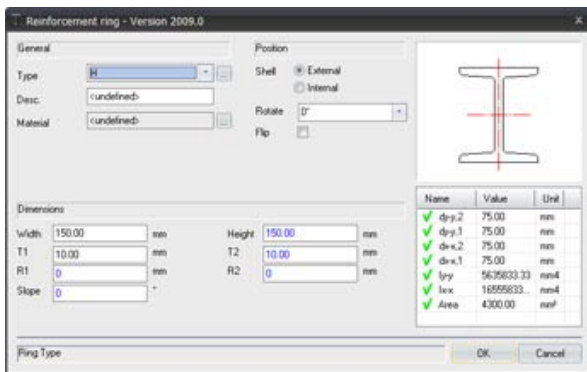 Reinforcement ring - Version 2009.0
General
Position
Type H ...
Shell External
Internal
Desc. <undefined>
Material <undefined> ...
Rotate 0°
Flip
Dimensions
Width 150.00 mm Height 150.00 mm
T1 10.00 mm T2 10.00 mm
R1 0 mm R2 0 mm
Slope 0 °
Name Value Unit
dy-y.2 75.00 mm
dy-y.1 75.00 mm
dx-x.2 75.00 mm
dx-x.1 75.00 mm
Iy-y 5635833.33 mm4
Ix-x 16555833... mm4
Area 4300.00 mm²
Ring Type
OK Cancel